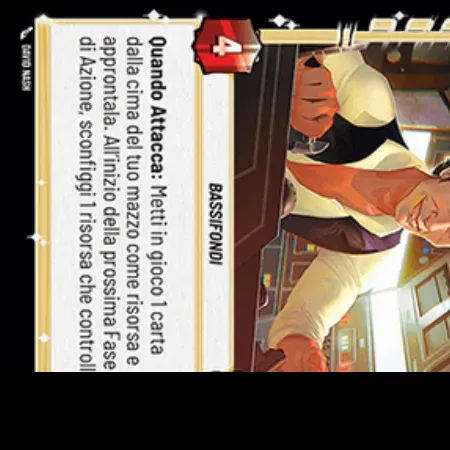 4
BASSIFONDI
Quando Attacca: Metti in gioco 1 carta
dalla cima del tuo mazzo come risorsa e
approntala. All'inizio della prossima Fase
di Azione, sconfiggi 1 risorsa che controll
DAVID NASH